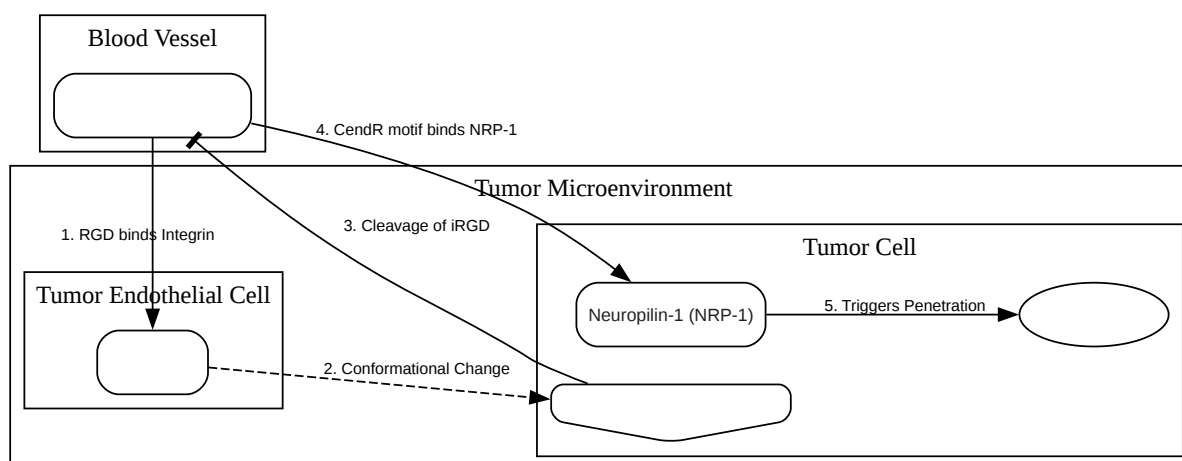 Blood Vessel
4. CendR motif binds NRP-1
Tumor Microenvironment
3. Cleavage of iRGD
1. RGD binds Integrin
Tumor Cell
Tumor Endothelial Cell
Neuropilin-1 (NRP-1)
5. Triggers Penetration
2. Conformational Change